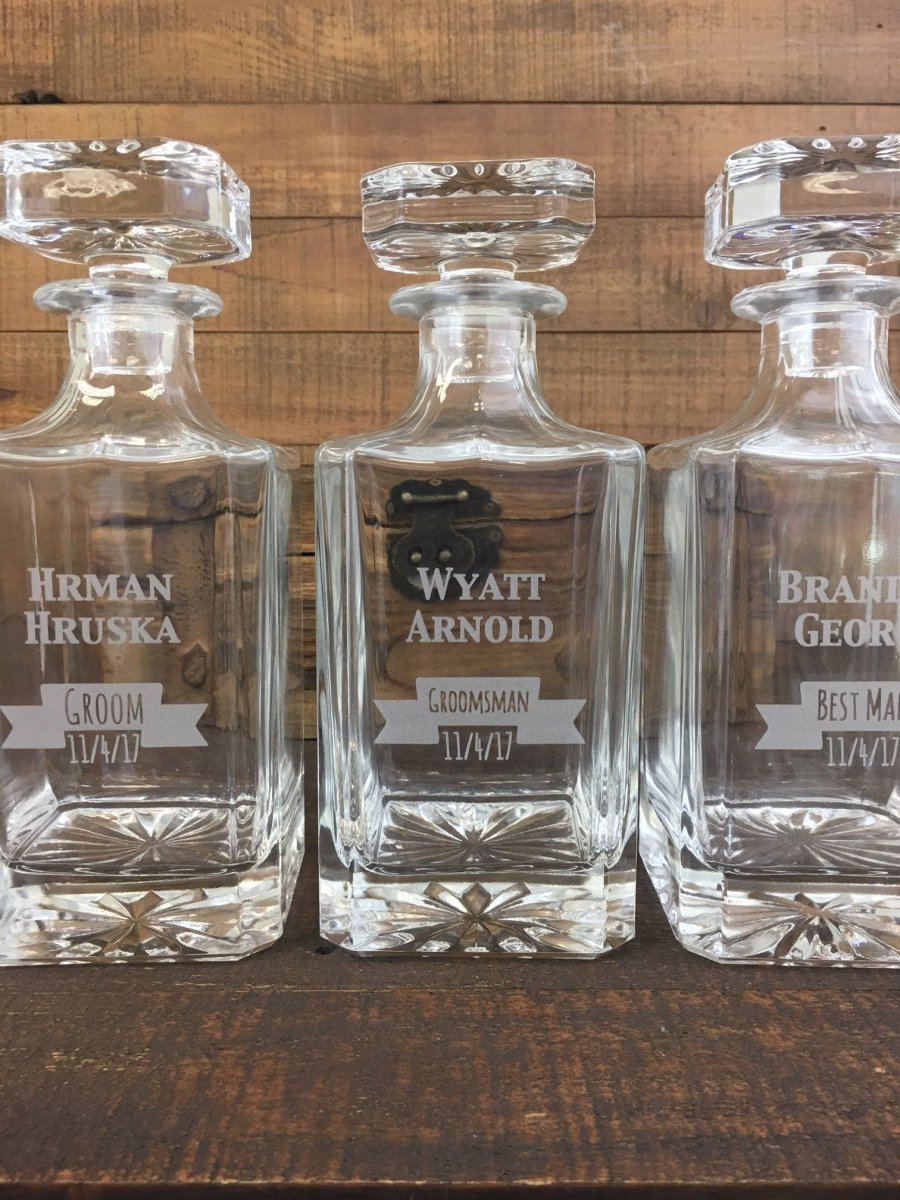 HRMAN
HRUSKA
GROOM
11/4/17
WYATT
ARNOLD
GROOMSMAN
11/4/17
BEST
11/4/17